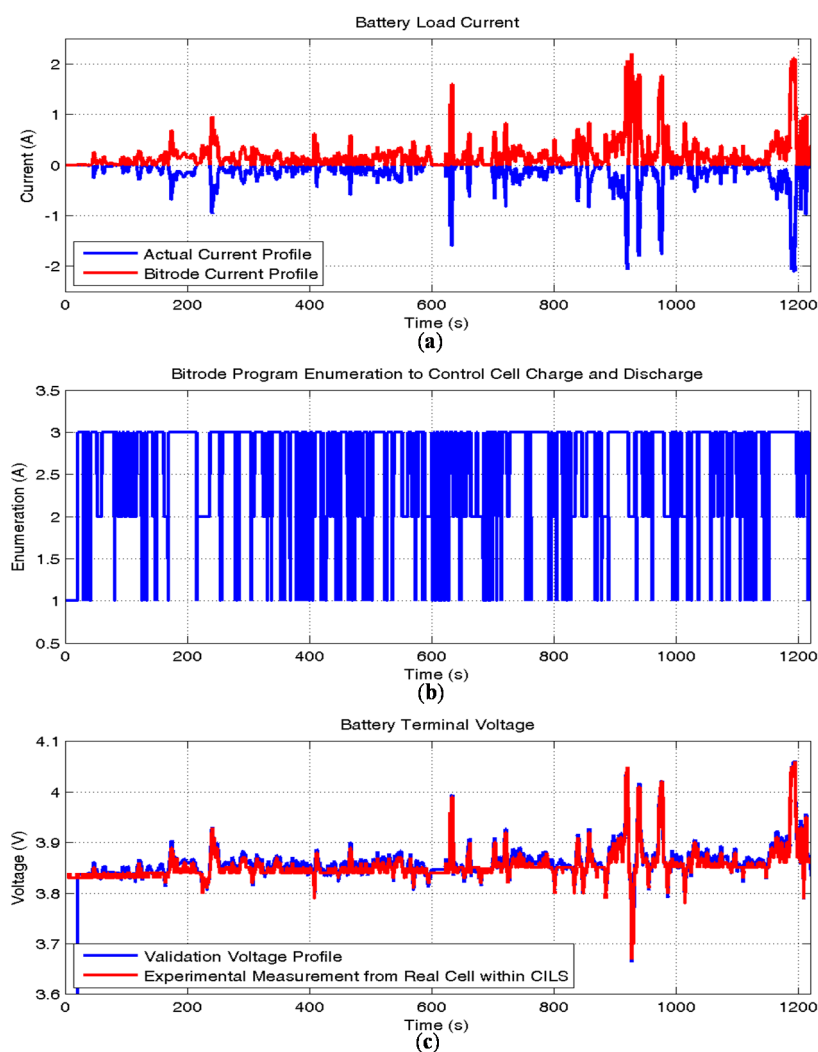 Battery Load Current
2
1
0
-1
-2
Current (A)
Actual Current Profile
Bitrode Current Profile
0 200 400 600 800 1000 1200
Time (s)
(a)
Bitrode Program Enumeration to Control Cell Charge and Discharge
3.5
3
2.5
2
1.5
1
0.5
Enumeration (A)
0 200 400 600 800 1000 1200
Time (s)
(b)
Battery Terminal Voltage
4.1
4
3.9
3.8
3.7
3.6
Voltage (V)
Validation Voltage Profile
Experimental Measurement from Real Cell within CILS
0 200 400 600 800 1000 1200
Time (s)
(c)